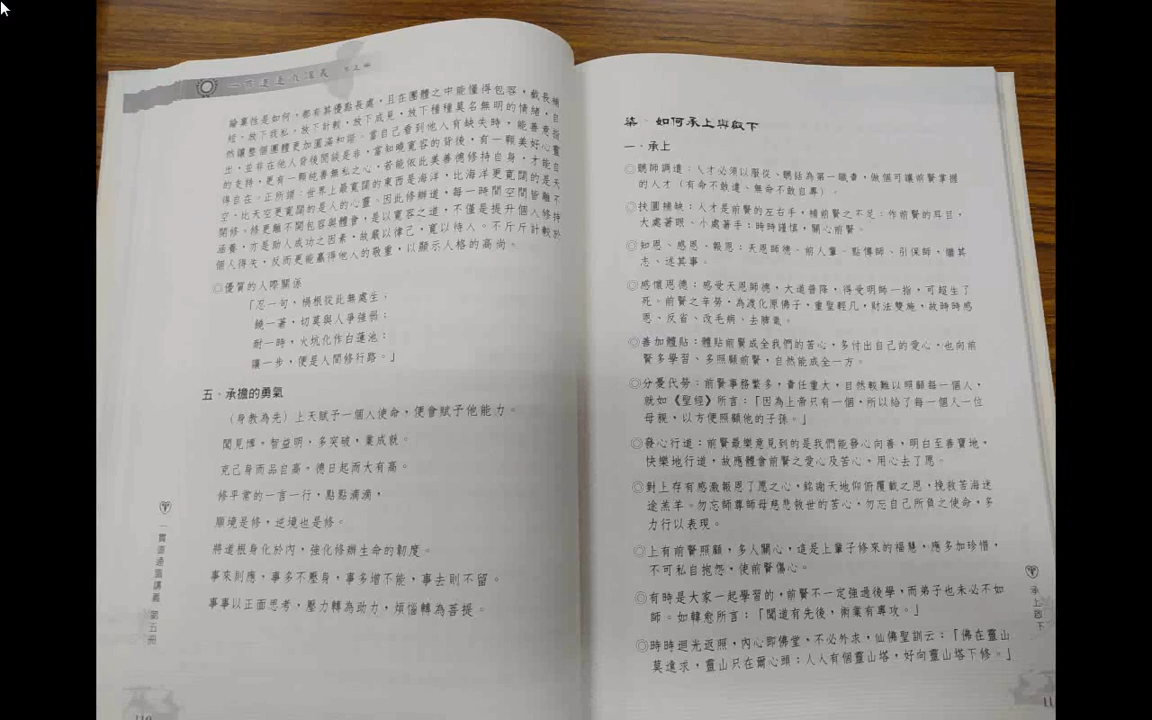 論稟性是如何，都有其優點長處，且在團體之中能懂得包容，截長補
短，放下我私，放下計較，放下成見，放下種種莫名無明的情緒，自
然讓整個團體更加圓滿和諧。當自己看到他人有缺失時，能善意指
出，並非在他人背後閒談是非，當知曉寬容的背後，有一顆美好心靈
的支持，更有一顆純善無私之心，若能依此美善德修持自身，才能自
得自在。正所謂：世界上最寬闊的東西是海洋，比海洋更寬闊的是天
空，比天空更寬闊的是人的心靈。因此修辦道，每一時間空間皆離不
開修。修更離不開包容與體會，是以寬容之道，不僅是提升個人修持
涵養，亦是助人成功之因素，故嚴以律己，寬以待人。不斤斤計較於
個人得失，反而更能贏得他人的敬重，以顯示人格的高尚。
◎優質的人際關係
「忍一句，禍根從此無處生；
饒一著，切莫與人爭強弱；
耐一時，火坑化作白蓮池；
讓一步，便是人間修行路。」
五、承擔的勇氣
（身教為先）上天賦予一個人使命，便會賦予他能力。
聞見博，智益明，多突破，業成就。
克己身而品自高，德日起而大有高。
修平常的一言一行，點點滴滴，
順境是修，逆境也是修。
將道根身化於內，強化修辦生命的韌度。
事來則應，事多不壓身，事多增不能，事去則不留。
事事以正面思考，壓力轉為助力，煩惱轉為菩提。
一貫道道義講義 第五冊
110
柒、如何承上與啟下
一、承上
◎聽師調遣：人才必須以服從、聽話為第一職責，做個可讓前賢掌握
的人才（有命不敢違、無命不敢自專）。
◎扶圓補缺：人才是前賢的左右手，補前賢之不足；作前賢的耳目，
大處著眼、小處著手；時時謹慎，關心前賢。
◎知恩、感恩、報恩：天恩師德、前人輩、點傳師、引保師，繼其
志、述其事。
◎感懷恩德：感受天恩師德，大道普降，得受明師一指，可超生了
死。前賢之辛勞，為渡化原佛子，重聖輕凡，財法雙施，故時時感
恩、反省、改毛病、去脾氣。
◎善加體貼：體貼前賢成全我們的苦心，多付出自己的愛心，也向前
賢多學習、多照顧前賢，自然能成全一方。
◎分憂代勞：前賢事務繁多，責任重大，自然較難以照顧每一個人，
就如《聖經》所言：「因為上帝只有一個，所以給了每一個人一位
母親，以方便照顧他的子孫。」
◎發心行道：前賢最樂意見到的是我們能發心向善，明白至善寶地，
快樂地行道，故應體會前賢之愛心及苦心，用心去了愿。
◎對上存有感激報恩了愿之心，銘謝天地仰俯覆載之恩，挽救苦海迷
途羔羊。勿忘師尊師母慈悲救世的苦心，勿忘自己所負之使命，多
力行以表現。
◎上有前賢照顧，多人關心，這是上輩子修來的福慧，應多加珍惜，
不可私自抱怨，使前賢傷心。
◎有時是大家一起學習的，前賢不一定強過後學，而弟子也未必不如
師。如韓愈所言：「聞道有先後，術業有專攻。」
◎時時迴光返照，內心即佛堂，不必外求，仙佛聖訓云：「佛在靈山
莫遠求，靈山只在爾心頭；人人有個靈山塔，好向靈山塔下修。」
承上啟下